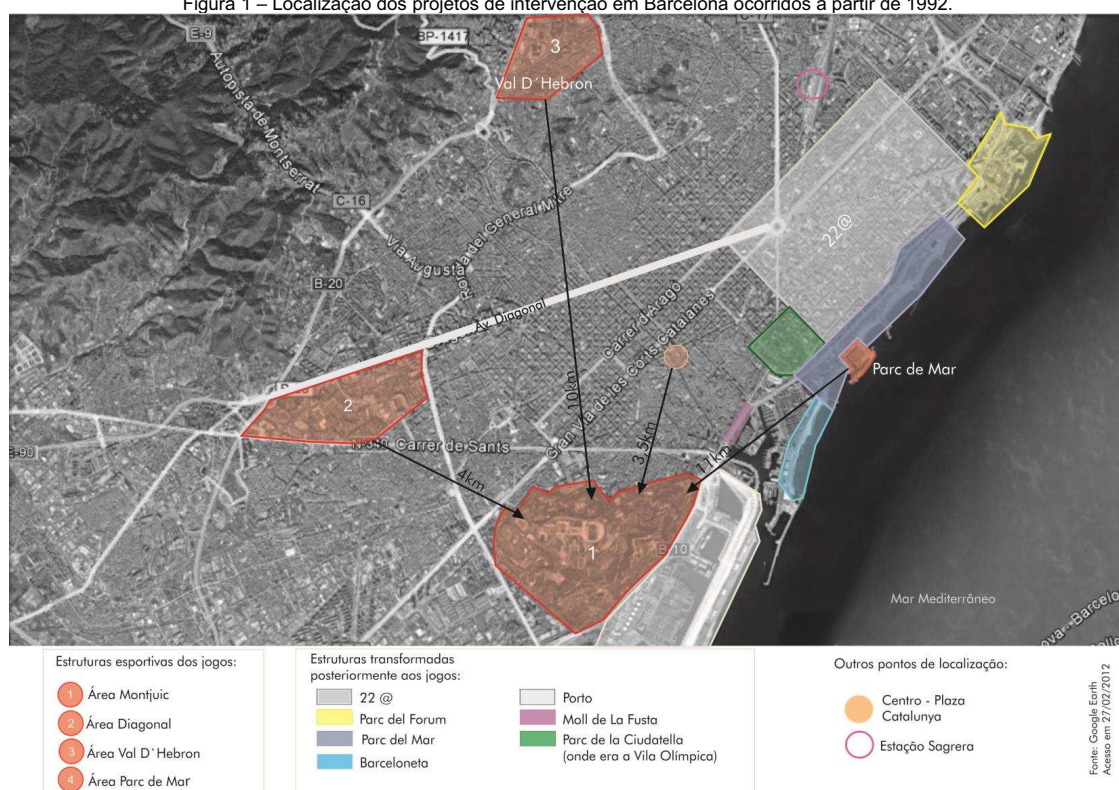 Figura 1 – Localização dos projetos de intervenção em Barcelona ocorridos a partir de 1992.
E-9
BP-1417
C-17
3
Val D´Hebron
Autopista de Montserrat
C-16
Via Augusta
Ronda del General Mitre
B-20
22@
Av. Diagonal
Carrer d'Aragó
Gran Via de les Corts Catalanes
Parc de Mar
10km
2
E-90
N-340
Carrer de Sants
3,5km
11km
4km
1
B-10
Mar Mediterrâneo
Estruturas esportivas dos jogos:
1 Área Montjuic
2 Área Diagonal
3 Área Val D`Hebron
4 Área Parc de Mar
Estruturas transformadas
posteriormente aos jogos:
22 @
Parc del Forum
Parc del Mar
Barceloneta
Porto
Moll de La Fusta
Parc de la Ciudatella
(onde era a Vila Olímpica)
Outros pontos de localização:
Centro - Plaza
Catalunya
Estação Sagrera
Fonte: Google Earth
Acesso em 27/02/2012